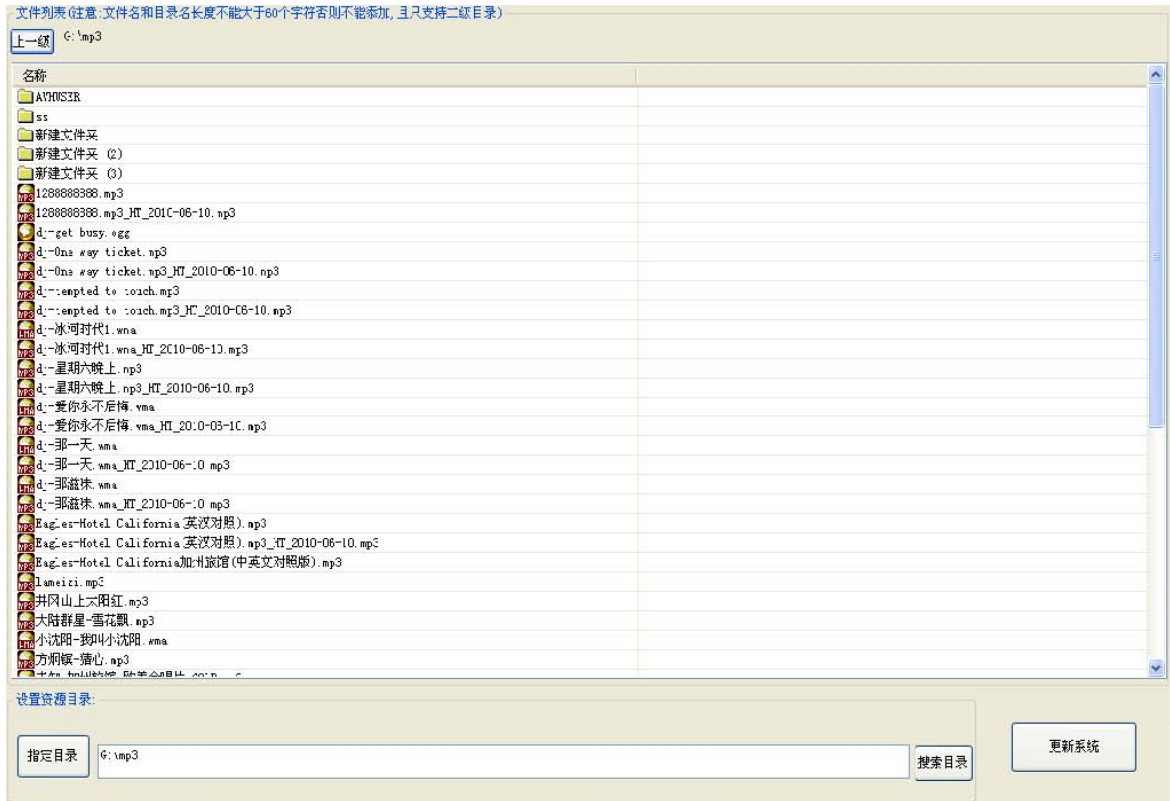 文件列表(注意:文件名和目录名长度不能大于60个字符否则不能添加, 且只支持二级目录)
上一级 G:\mp3
名称
ss
新建文件夹
新建文件夹 (2)
新建文件夹 (3)
1288888388.mp3
1288888388.mp3_HT_2010-06-10.mp3
dj-get busy.ogg
dj-One way ticket.mp3
dj-One way ticket.mp3_HT_2010-06-10.mp3
dj-tempted to touch.mp3
dj-tempted to touch.mp3_HT_2010-06-10.mp3
dj-冰河时代1.wma
dj-冰河时代1.wma_HT_2010-06-10.mp3
dj-星期六晚上.mp3
dj-星期六晚上.mp3_HT_2010-06-10.mp3
dj-爱你永不后悔.wma
dj-爱你永不后悔.wma_HT_2010-06-10.mp3
dj-那一天.wma
dj-那一天.wma_HT_2010-06-10.mp3
dj-那滋味.wma
dj-那滋味.wma_HT_2010-06-10.mp3
Eagles-Hotel California(英汉对照).mp3
Eagles-Hotel California(英汉对照).mp3_HT_2010-06-10.mp3
Eagles-Hotel California加州旅馆(中英文对照版).mp3
lameizi.mp3
井冈山上太阳红.mp3
大陆群星-雪花飘.mp3
小沈阳-我叫小沈阳.wma
设置资源目录:
指定目录 G:\mp3 搜索目录
更新系统